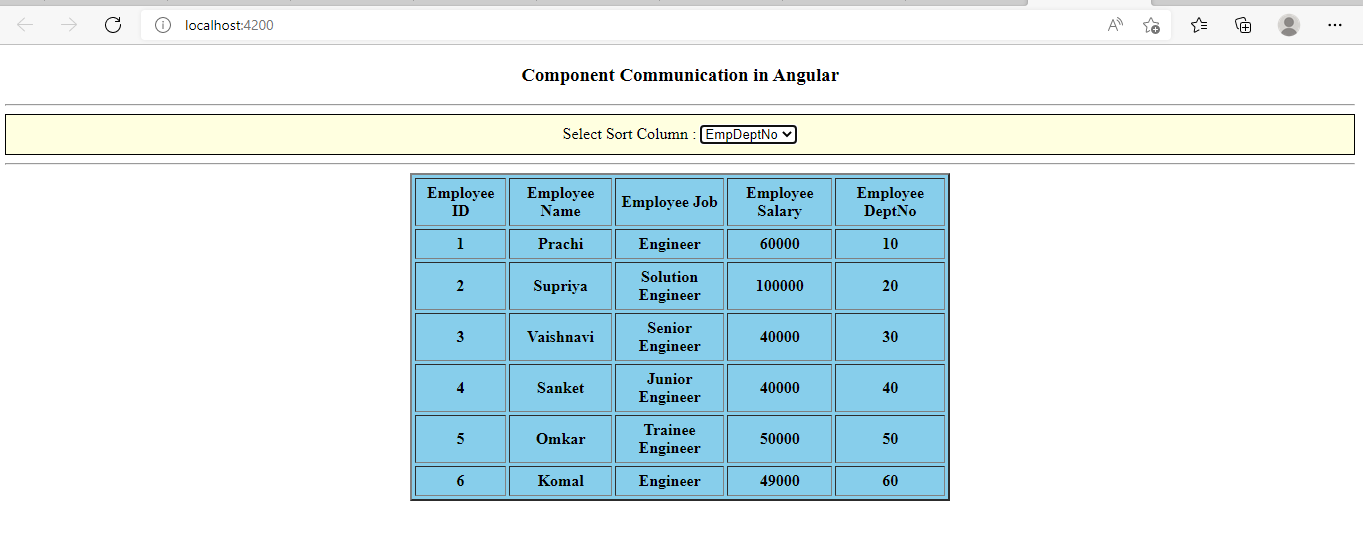 localhost:4200
Component Communication in Angular
Select Sort Column : EmpDeptNo
Employee ID Employee Name Employee Job Employee Salary Employee DeptNo
1 Prachi Engineer 60000 10
2 Supriya Solution Engineer 100000 20
3 Vaishnavi Senior Engineer 40000 30
4 Sanket Junior Engineer 40000 40
5 Omkar Trainee Engineer 50000 50
6 Komal Engineer 49000 60